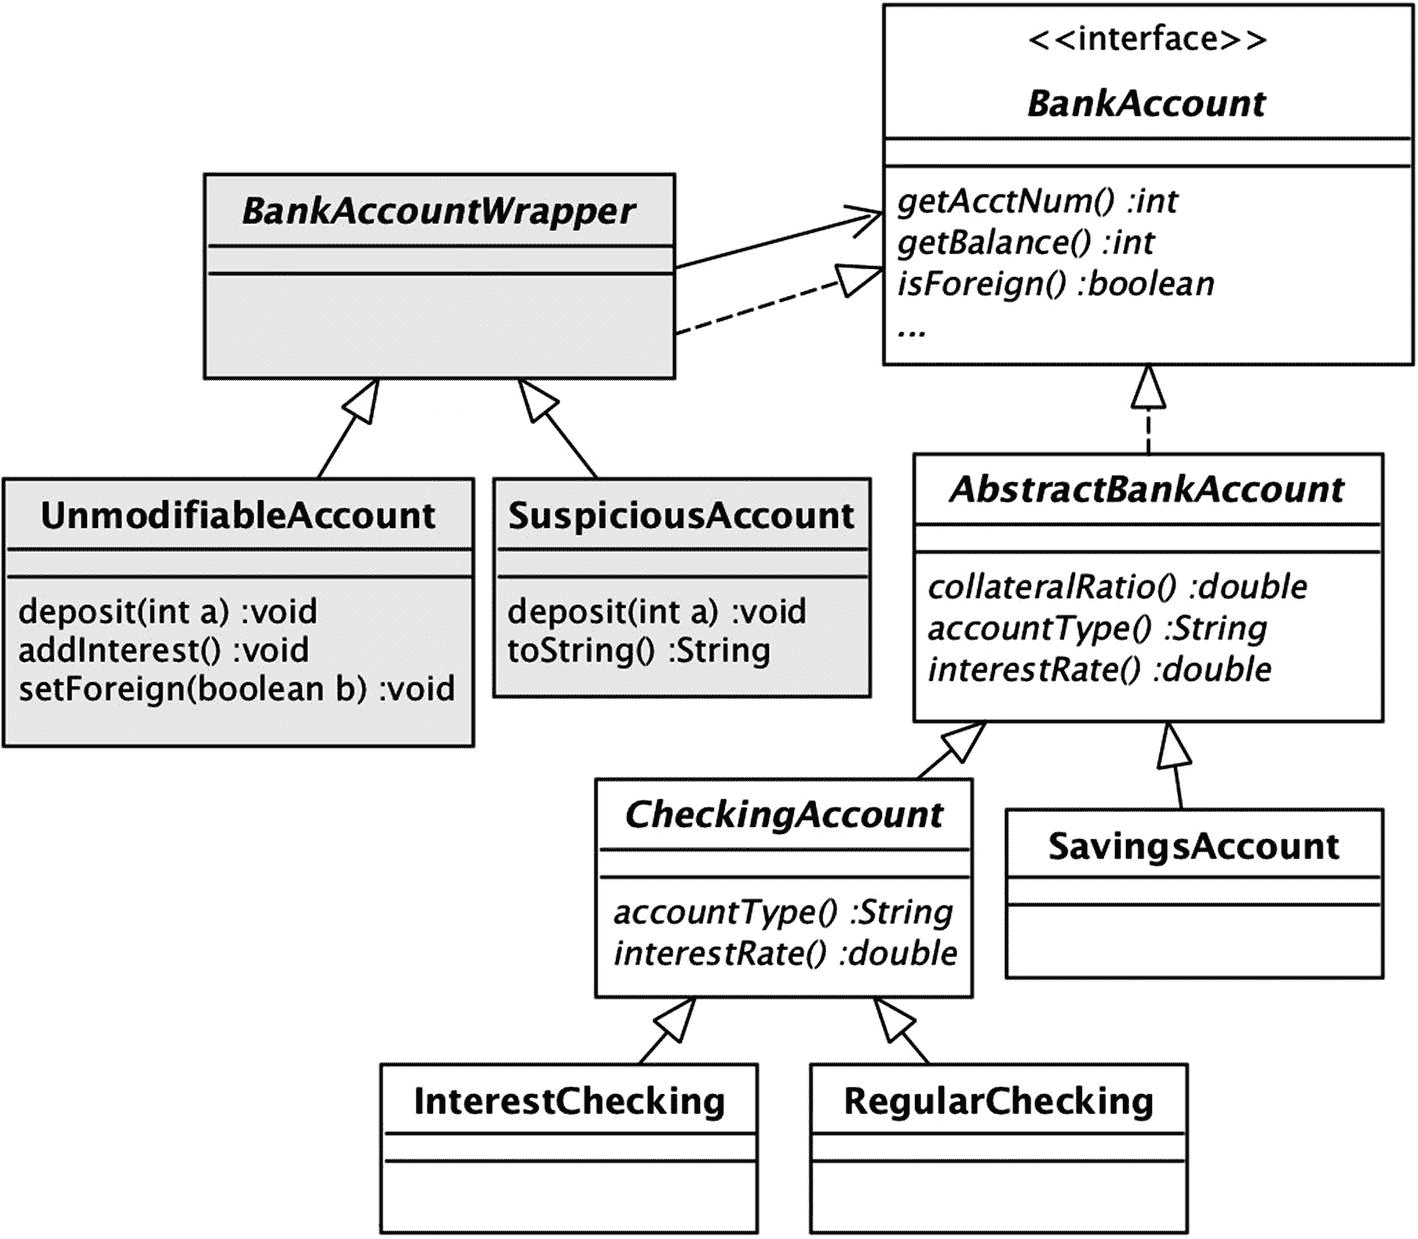 <<interface>>
BankAccount
getAcctNum() :int
getBalance() :int
isForeign() :boolean
...
BankAccountWrapper
UnmodifiableAccount
deposit(int a) :void
addInterest() :void
setForeign(boolean b) :void
SuspiciousAccount
deposit(int a) :void
toString() :String
AbstractBankAccount
collateralRatio() :double
accountType() :String
interestRate() :double
CheckingAccount
accountType() :String
interestRate() :double
SavingsAccount
InterestChecking
RegularChecking